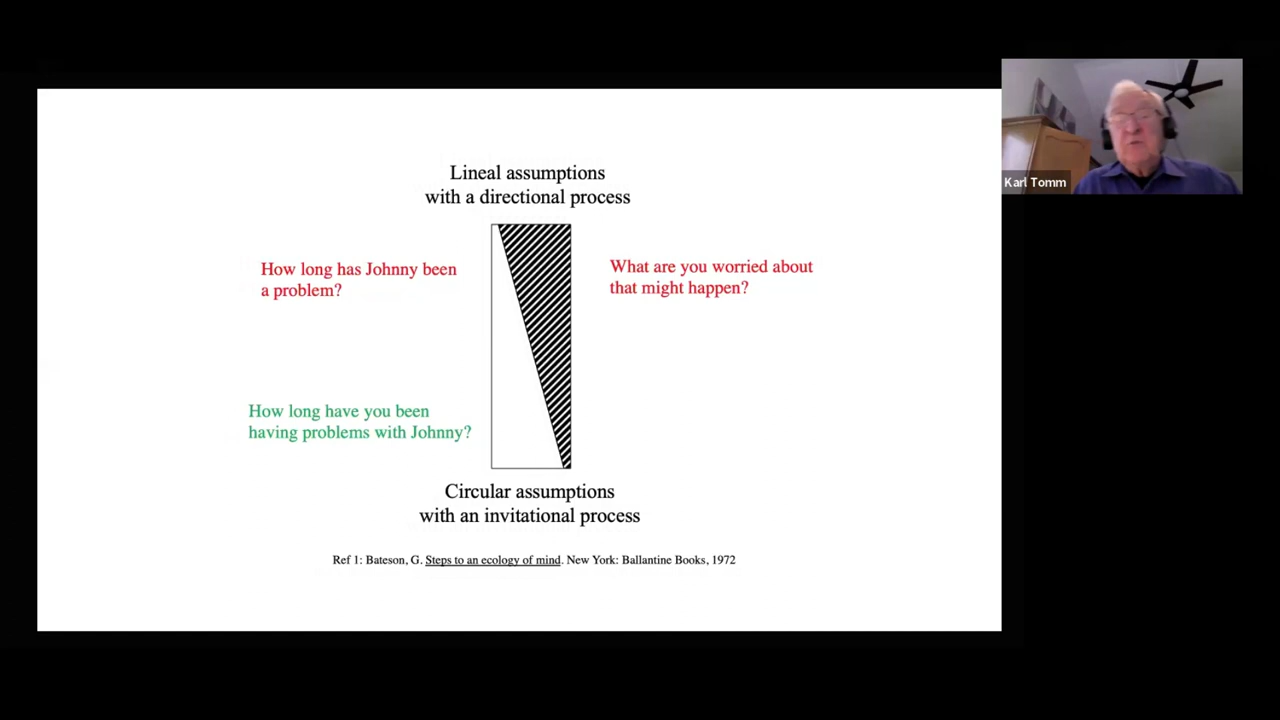 Lineal assumptions
with a directional process
How long has Johnny been
a problem?
What are you worried about
that might happen?
How long have you been
having problems with Johnny?
Circular assumptions
with an invitational process
Ref 1: Bateson, G. Steps to an ecology of mind. New York: Ballantine Books, 1972
Karl Tomm